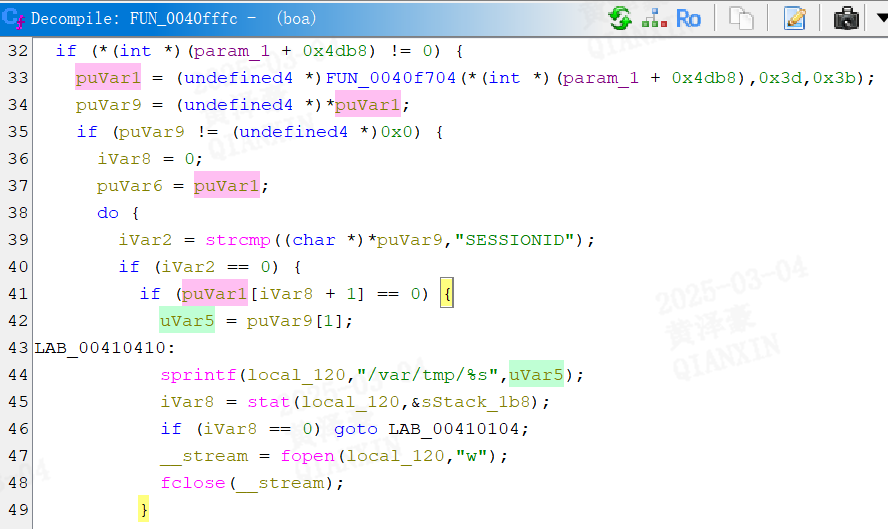 Decompile: FUN_0040fffc - (boa)
Ro
32 if (*(int *)(param_1 + 0x4db8) != 0) {
33 puVar1 = (undefined4 *)FUN_0040f704(*(int *)(param_1 + 0x4db8),0x3d,0x3b);
34 puVar9 = (undefined4 *)*puVar1;
35 if (puVar9 != (undefined4 *)0x0) {
36 iVar8 = 0;
37 puVar6 = puVar1;
38 do {
39 iVar2 = strcmp((char *)*puVar9,"SESSIONID");
40 if (iVar2 == 0) {
41 if (puVar1[iVar8 + 1] == 0) {
42 uVar5 = puVar9[1];
43 LAB_00410410:
44 sprintf(local_120,"/var/tmp/%s",uVar5);
45 iVar8 = stat(local_120,&sStack_1b8);
46 if (iVar8 == 0) goto LAB_00410104;
47 __stream = fopen(local_120,"w");
48 fclose(__stream);
49 }
2025-03-04
黄泽豪
QIANXIN